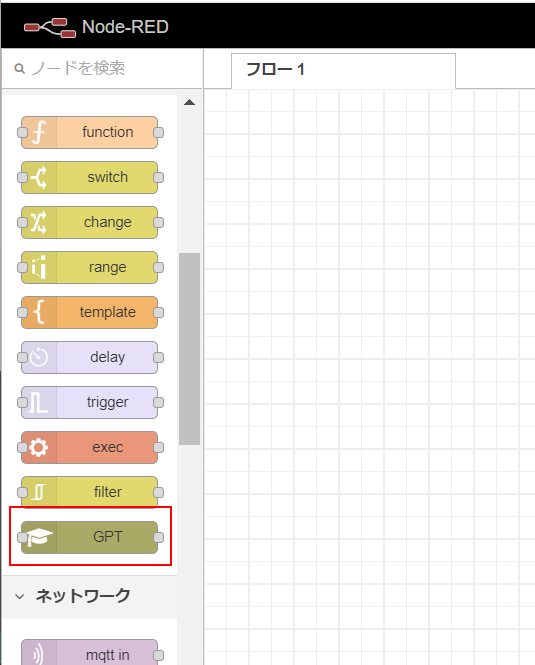 Node-RED
ノードを検索
フロー 1
function
switch
change
range
template
delay
trigger
exec
filter
GPT
ネットワーク
mqtt in